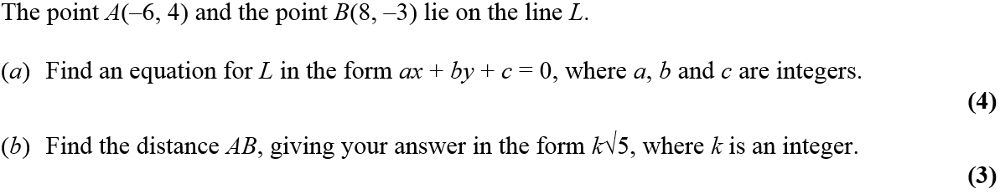 The point A(–6, 4) and the point B(8, –3) lie on the line L.
(a) Find an equation for L in the form ax + by + c = 0, where a, b and c are integers.
(4)
(b) Find the distance AB, giving your answer in the form k√5, where k is an integer.
(3)